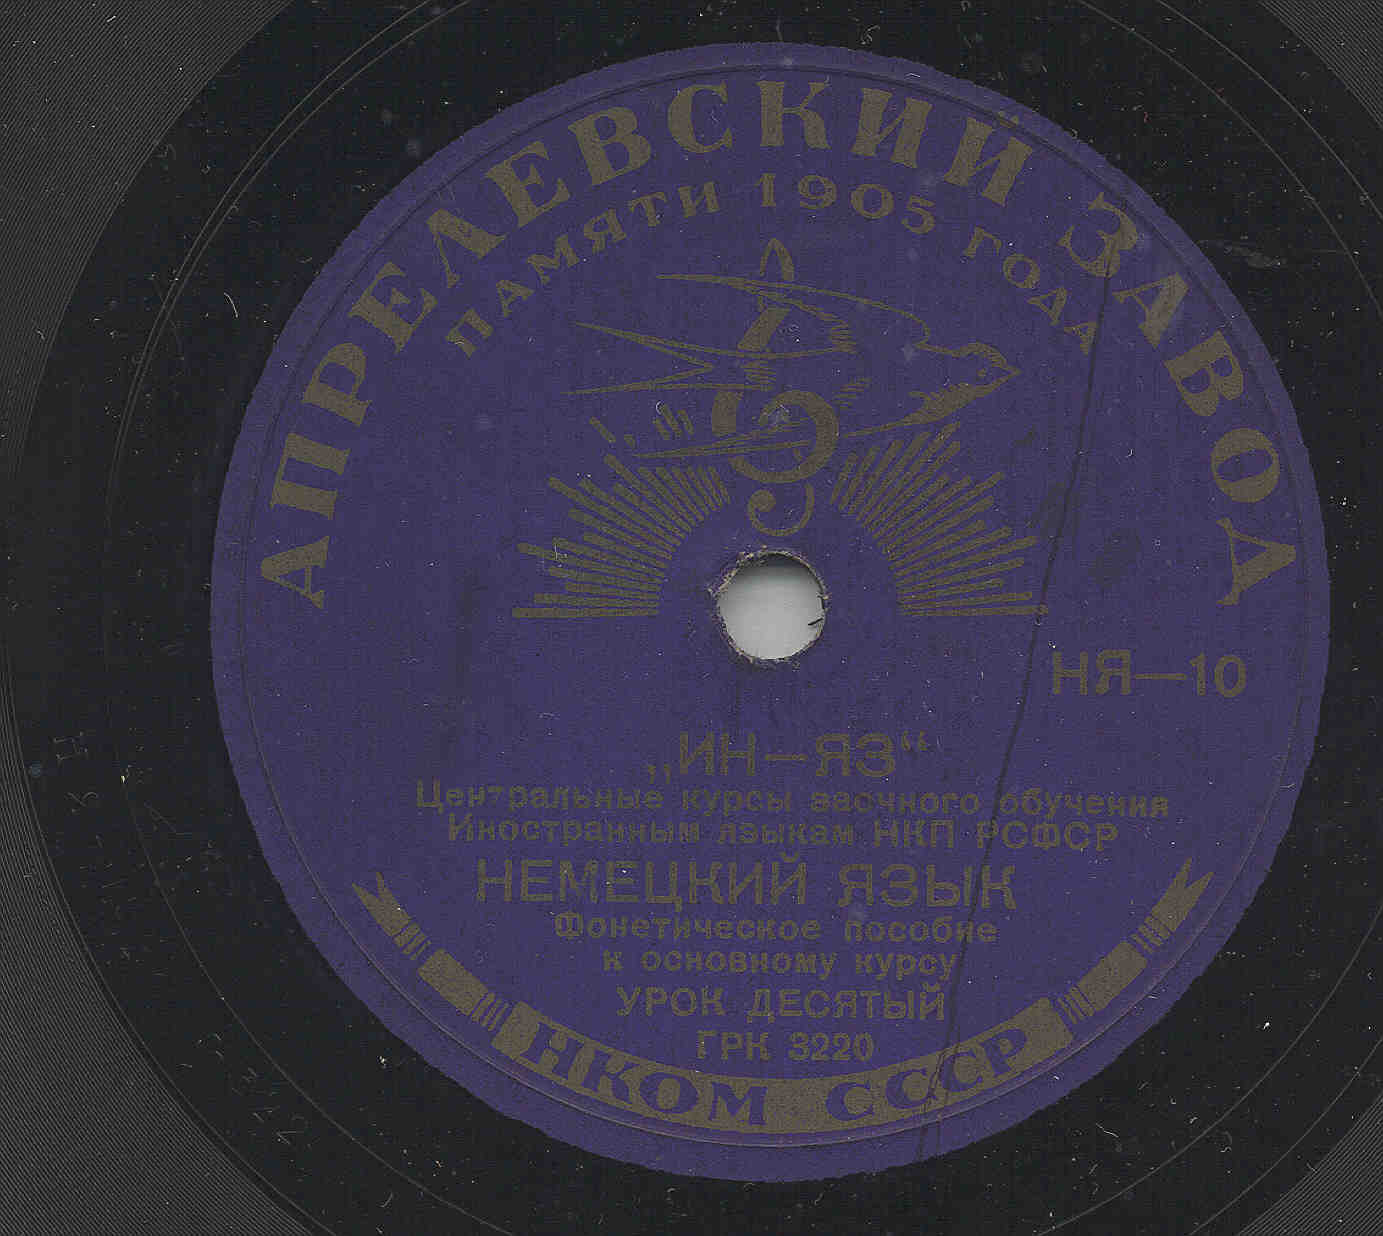 АПРЕЛЕВСКИЙ ЗАВОД
ПАМЯТИ 1905 ГОДА
НЯ—10
„ИН—ЯЗ“
Центральные курсы заочного обучения
Иностранным языкам НКП РСФСР
НЕМЕЦКИЙ ЯЗЫК
Фонетическое пособие
к основному курсу
УРОК ДЕСЯТЫЙ
ГРК 3220
НКОМ СССР